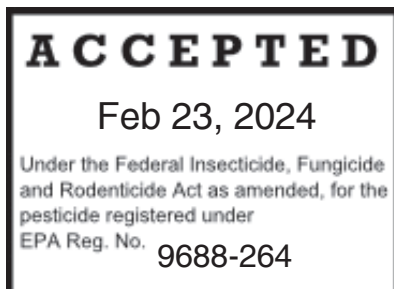 ACCEPTED
Feb 23, 2024
Under the Federal Insecticide, Fungicide
and Rodenticide Act as amended, for the
pesticide registered under
EPA Reg. No. 9688-264